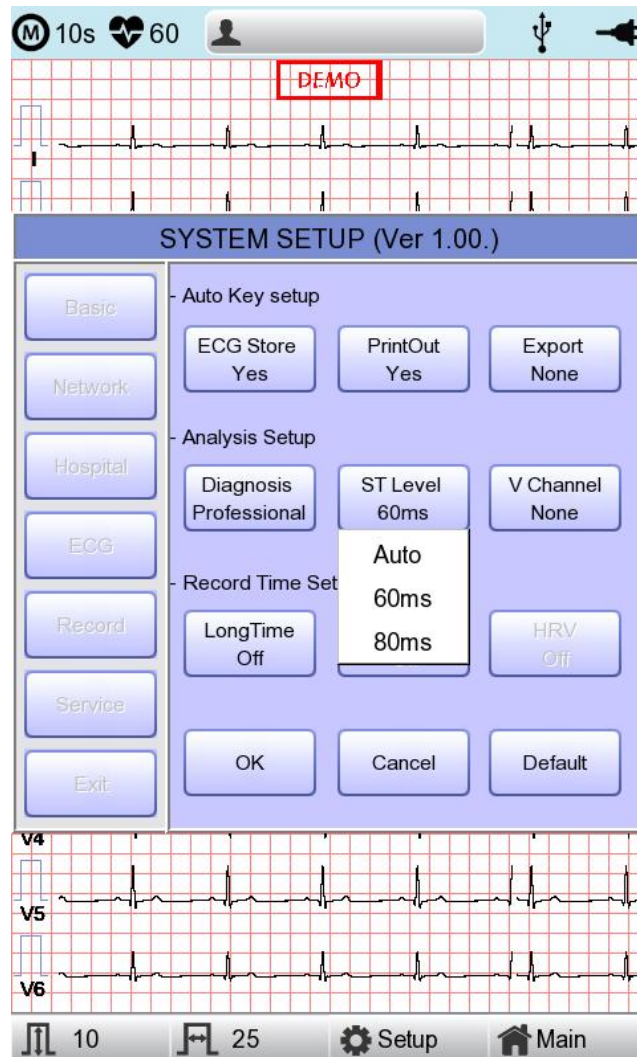 M 10s 60
DEMO
I
SYSTEM SETUP (Ver 1.00.)
Basic
Network
Hospital
ECG
Record
Service
Exit
- Auto Key setup
ECG Store
Yes
PrintOut
Yes
Export
None
- Analysis Setup
Diagnosis
Professional
ST Level
60ms
V Channel
None
Auto
60ms
80ms
- Record Time Set
LongTime
Off
HRV
Off
OK
Cancel
Default
V4
V5
V6
10
25
Setup
Main